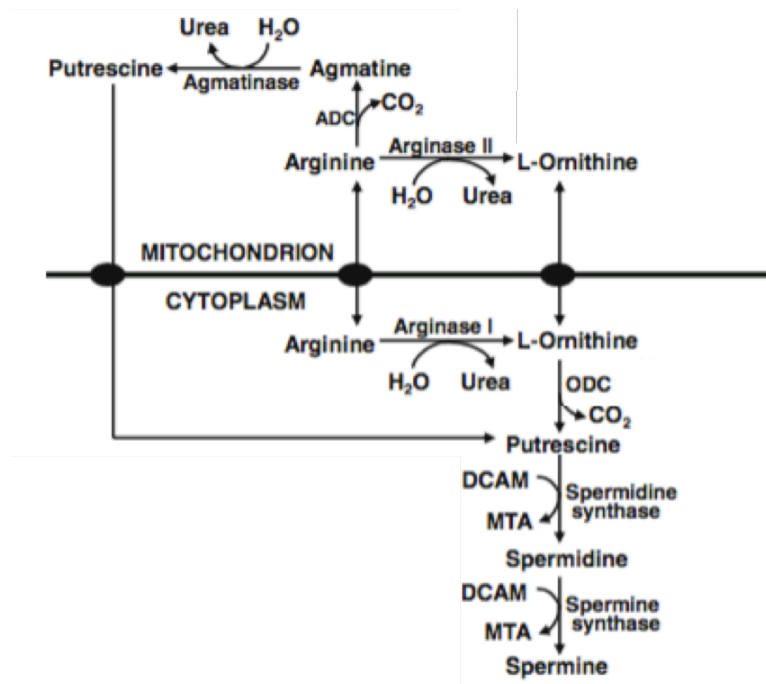 Urea H₂O
Putrescine Agmatine
Agmatinase
ADC CO₂
Arginase II
Arginine L-Ornithine
H₂O Urea
MITOCHONDRION
CYTOPLASM
Arginase I
Arginine L-Ornithine
H₂O Urea ODC
CO₂
Putrescine
DCAM Spermidine
MTA synthase
Spermidine
DCAM Spermine
MTA synthase
Spermine